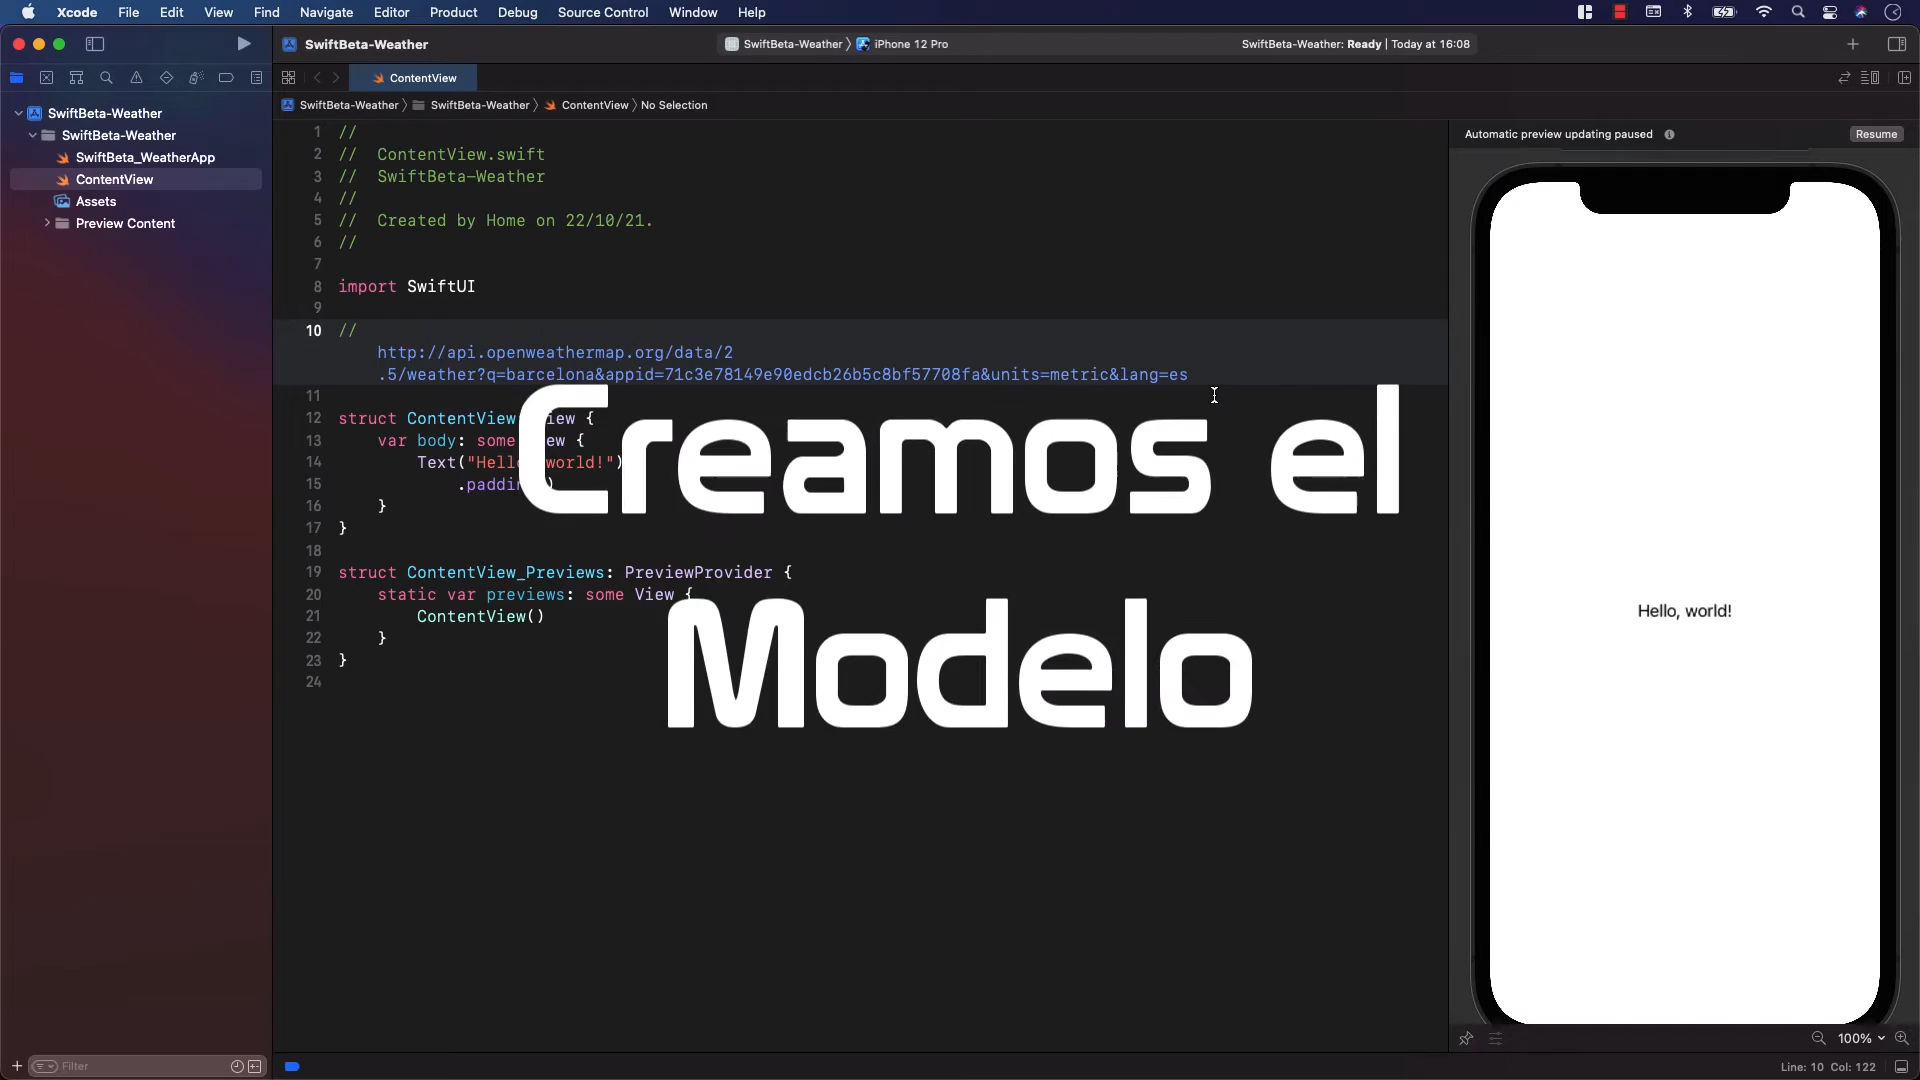 Xcode File Edit View Find Navigate Editor Product Debug Source Control Window Help
SwiftBeta-Weather
SwiftBeta-Weather iPhone 12 Pro
SwiftBeta-Weather: Ready | Today at 16:08
ContentView
SwiftBeta-Weather SwiftBeta-Weather ContentView No Selection
SwiftBeta-Weather
SwiftBeta-Weather
SwiftBeta_WeatherApp
ContentView
Assets
Preview Content
1 //
2 // ContentView.swift
3 // SwiftBeta-Weather
4 //
5 // Created by Home on 22/10/21.
6 //
7
8 import SwiftUI
9
10 //
http://api.openweathermap.org/data/2
.5/weather?q=barcelona&appid=71c3e78149e90edcb26b5c8bf57708fa&units=metric&lang=es
11
12 struct ContentView View {
13 var body: some View {
14 Text("Hello world!")
15 .padding()
16 }
17 }
18
19 struct ContentView_Previews: PreviewProvider {
20 static var previews: some View {
21 ContentView()
22 }
23 }
24
Creamos el
Modelo
Automatic preview updating paused Resume
Hello, world!
100%
Filter
Line: 10 Col: 122